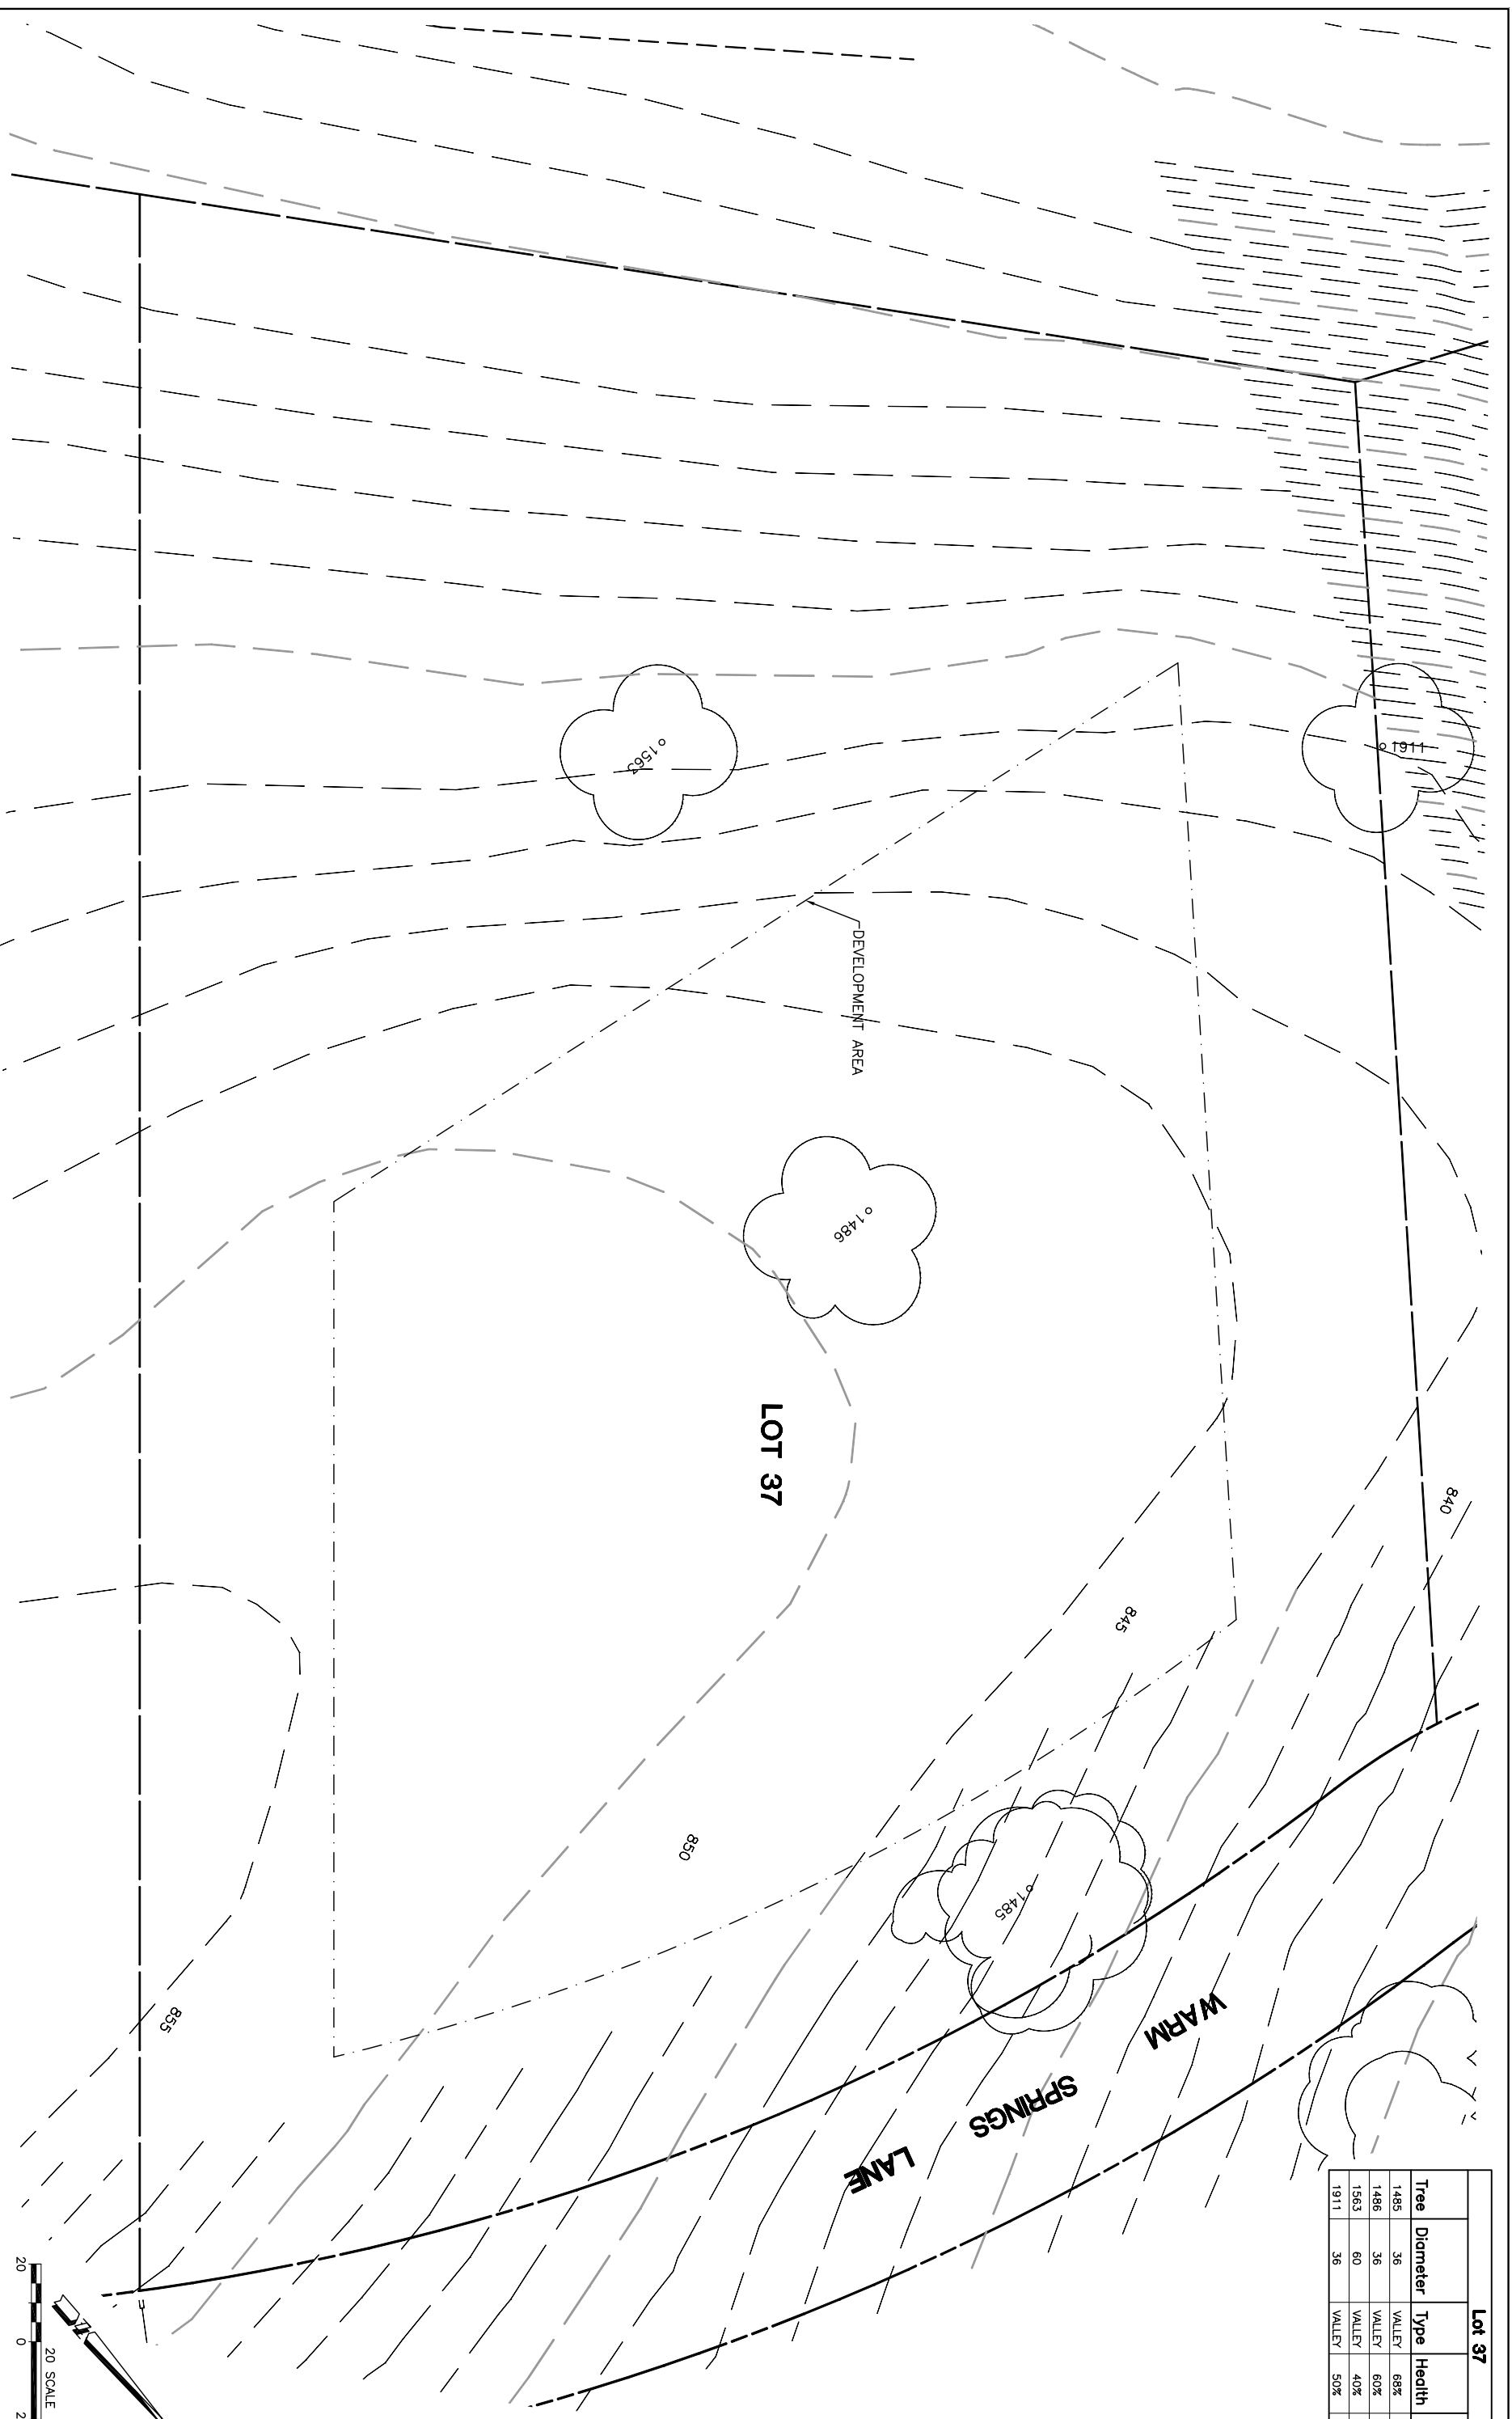 Lot 37
Tree Diameter Type Health
1485 36 VALLEY 68%
1486 36 VALLEY 60%
1563 60 VALLEY 40%
1911 36 VALLEY 50%
1911
1563
DEVELOPMENT AREA
1486
LOT 37
840
845
1485
850
855
WARM
SPRINGS
LANE
20 0 2
20 SCALE